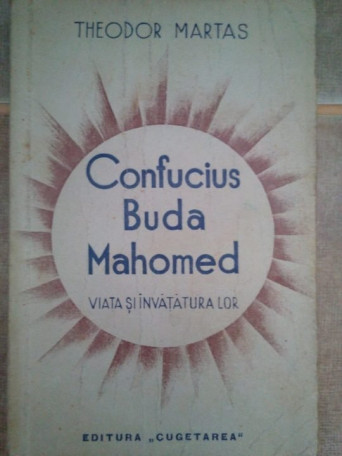 THEODOR MARTAS
Confucius
Buda
Mahomed
VIAȚA ȘI ÎNVĂȚĂTURA LOR
EDITURA „CUGETAREA"